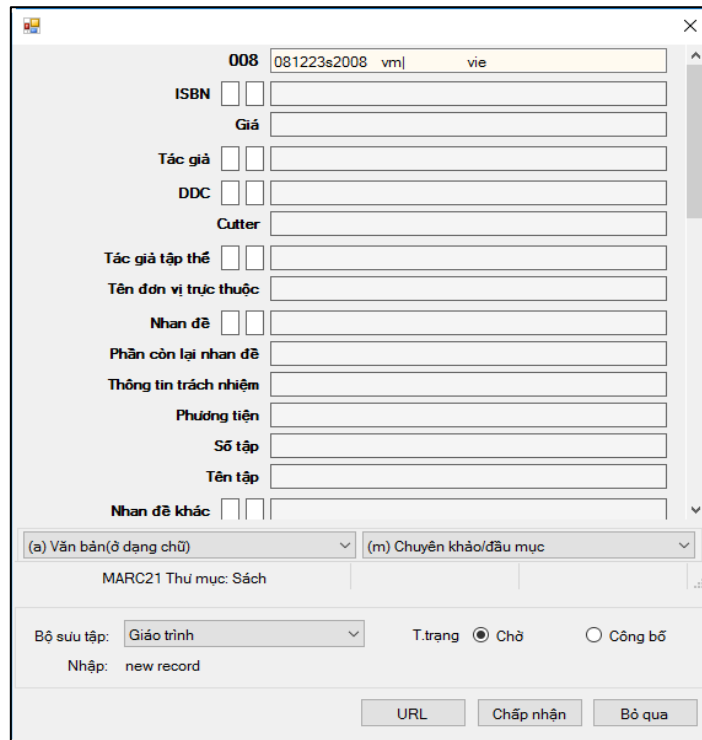 008 081223s2008 vm| vie
ISBN
Giá
Tác giả
DDC
Cutter
Tác giả tập thể
Tên đơn vị trực thuộc
Nhan đề
Phần còn lại nhan đề
Thông tin trách nhiệm
Phương tiện
Số tập
Tên tập
Nhan đề khác
(a) Văn bản(ở dạng chữ) (m) Chuyên khảo/đầu mục
MARC21 Thư mục: Sách
Bộ sưu tập: Giáo trình T.trạng Chờ Công bố
Nhập: new record
URL Chấp nhận Bỏ qua